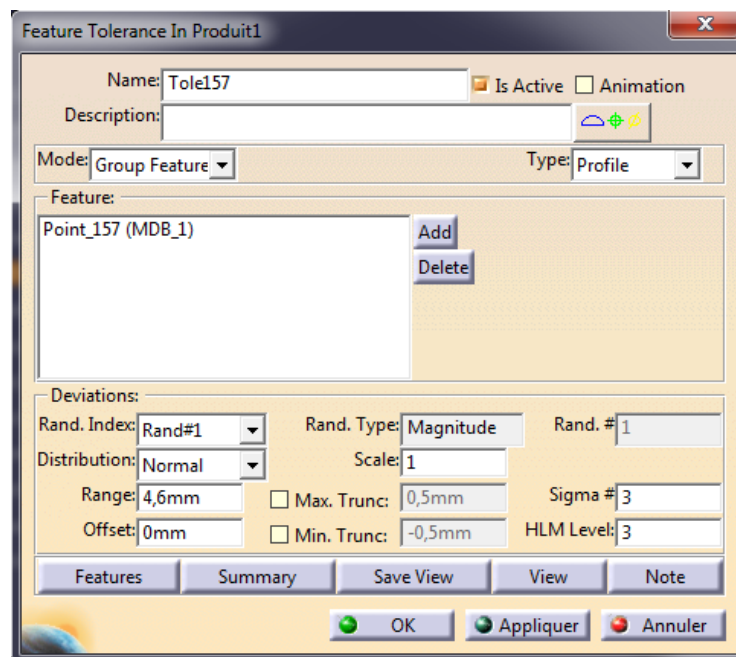 Feature Tolerance In Produit1
Name: Tole157 Is Active Animation
Description:
Mode: Group Feature Type: Profile
Feature:
Point_157 (MDB_1) Add
Delete
Deviations:
Rand. Index: Rand#1 Rand. Type: Magnitude Rand. # 1
Distribution: Normal Scale: 1
Range: 4,6mm Max. Trunc: 0,5mm Sigma # 3
Offset: 0mm Min. Trunc: -0,5mm HLM Level: 3
Features Summary Save View View Note
OK Appliquer Annuler